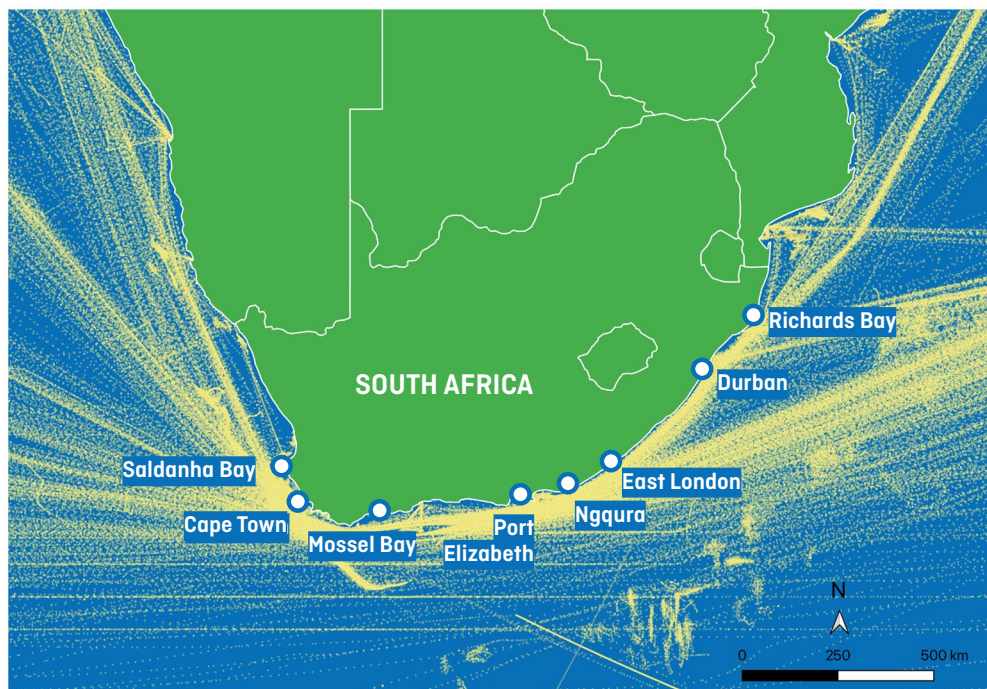 Richards Bay
SOUTH AFRICA
Durban
Saldanha Bay
East London
Cape Town
Ngqura
Mossel Bay
Port
Elizabeth
N
0 250 500 km